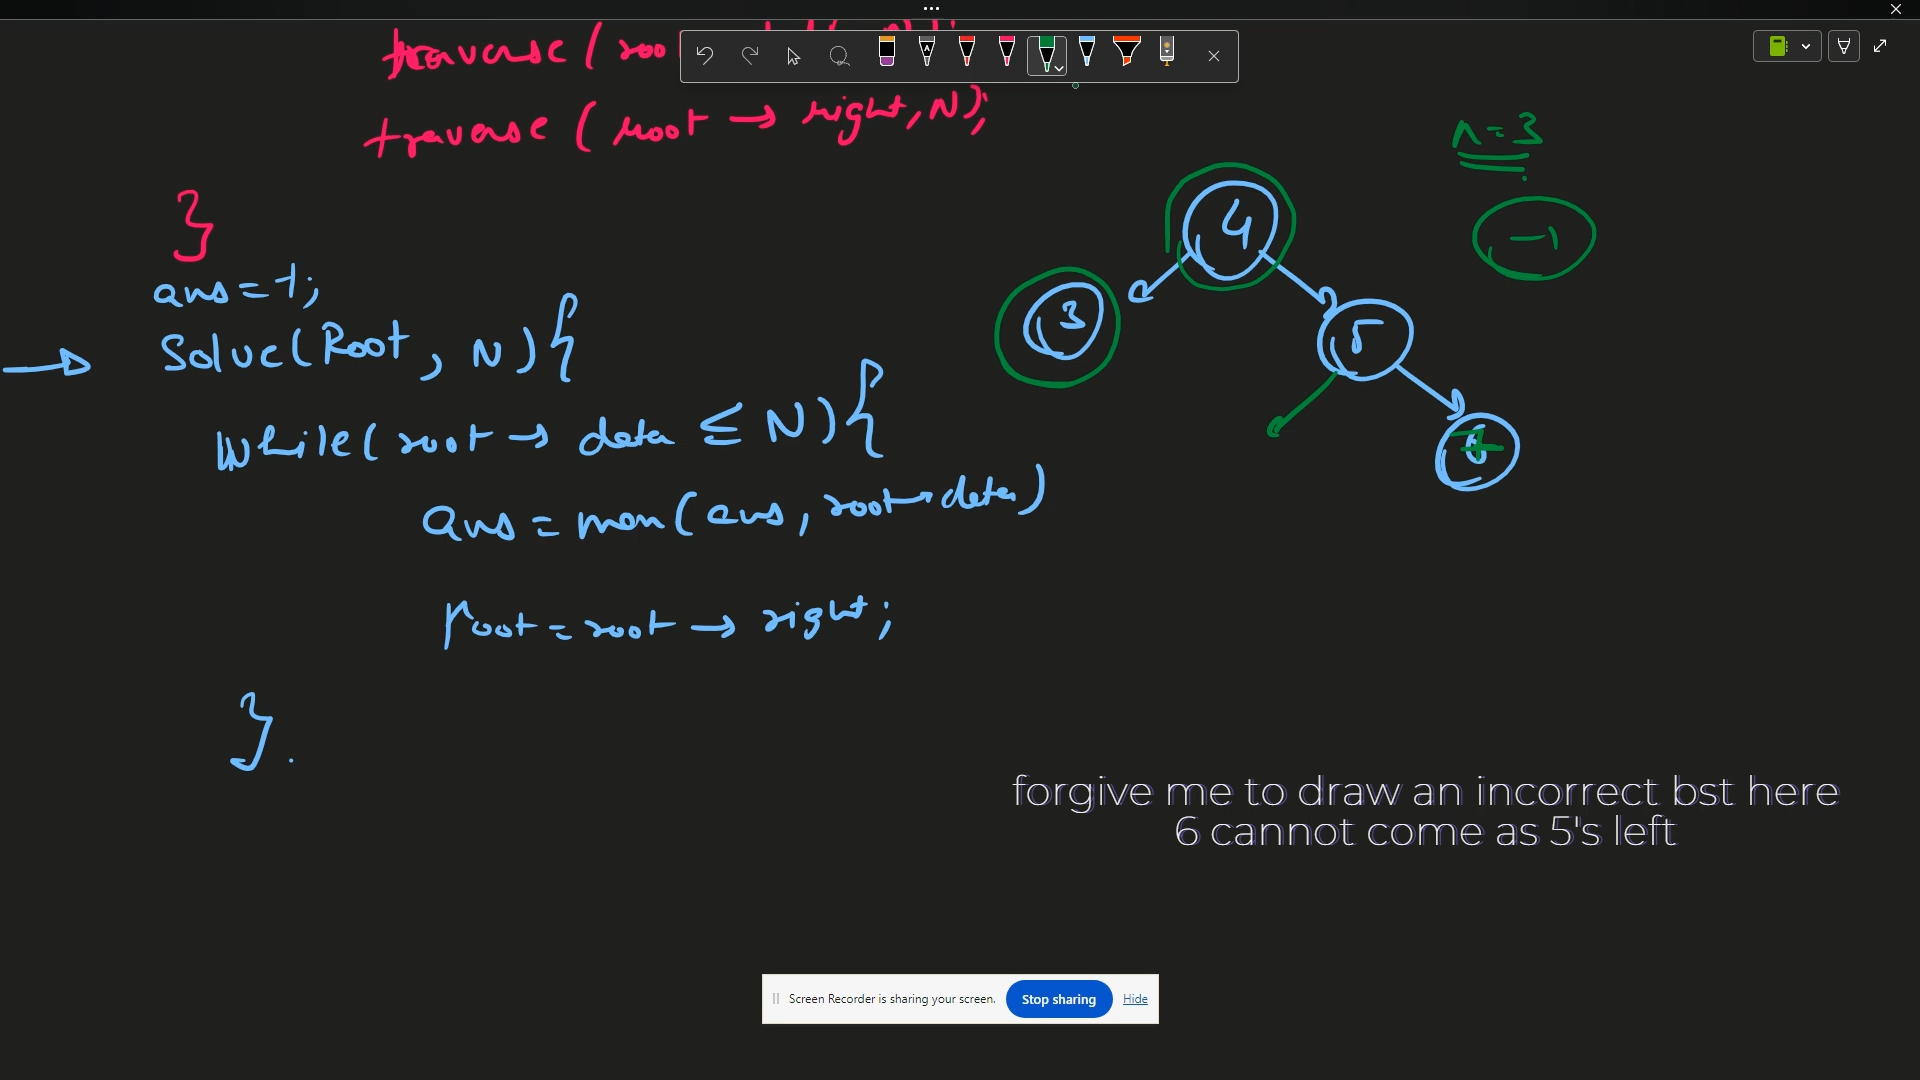 traverse ( roo
traverse ( root → right, N);
}
ans = -1;
→ Solve(Root, N) {
While( root → data ≤ N) {
ans = max (ans, root → data)
root = root → right;
}.
n=3
-1
4
3
5
7
forgive me to draw an incorrect bst here
6 cannot come as 5's left
Screen Recorder is sharing your screen. Stop sharing Hide